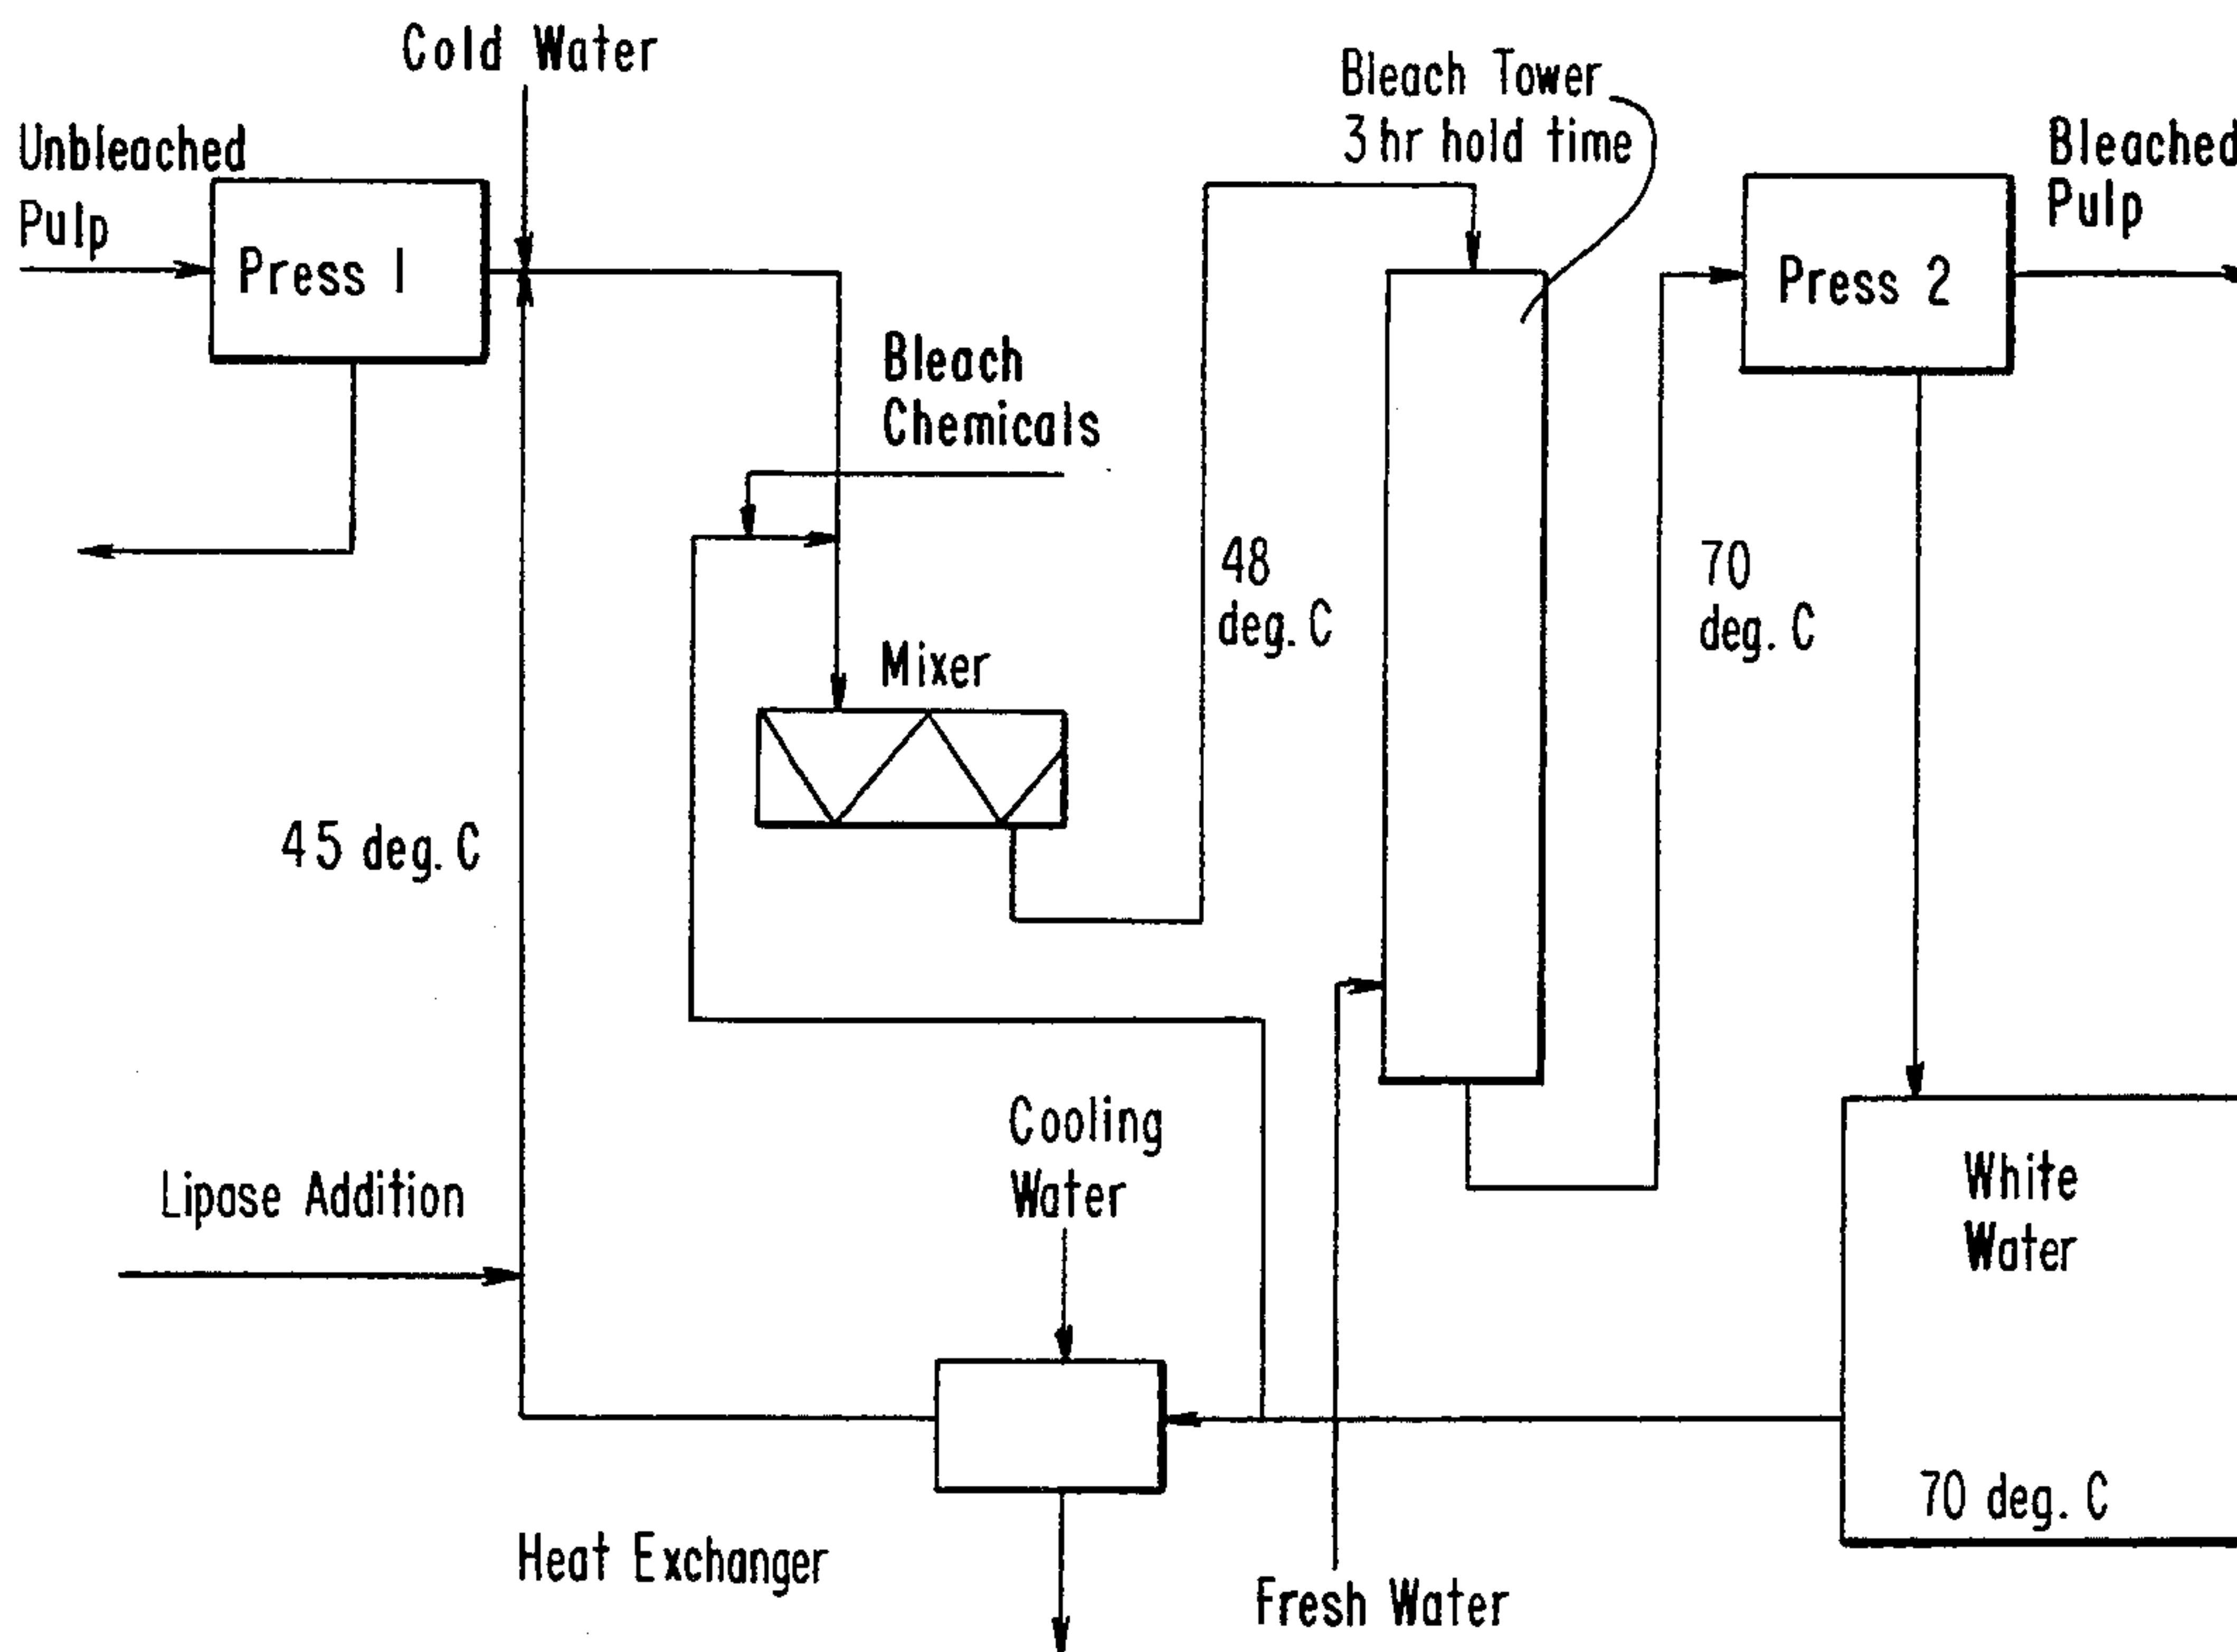 Cold Water
Unbleached
Pulp
Press 1
Bleach Tower
3 hr hold time
Bleached
Pulp
Press 2
Bleach
Chemicals
48
deg. C
70
deg. C
Mixer
45 deg. C
Cooling
Water
Lipase Addition
White
Water
70 deg. C
Heat Exchanger
Fresh Water